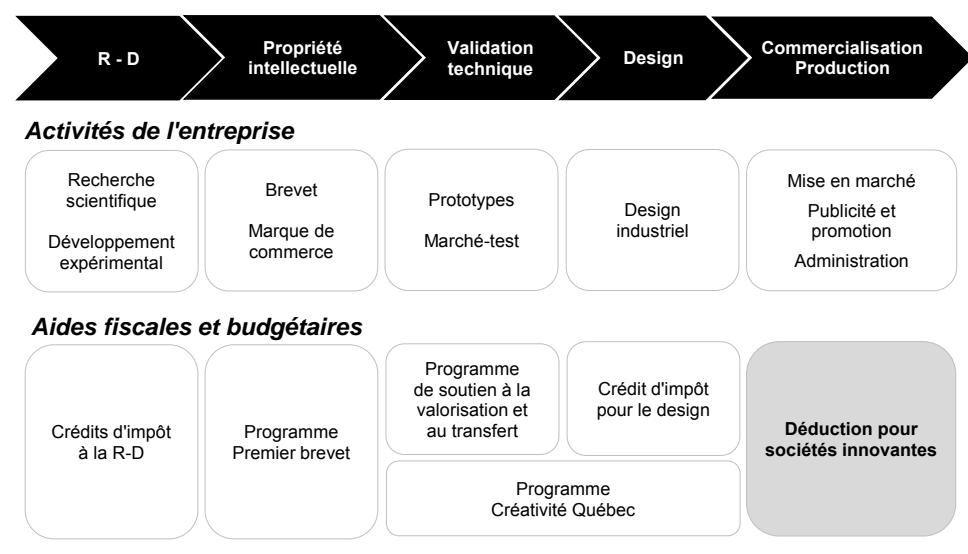 R - D
Propriété
intellectuelle
Validation
technique
Design
Commercialisation
Production
Activités de l'entreprise
Recherche
scientifique
Développement
expérimental
Brevet
Marque de
commerce
Prototypes
Marché-test
Design
industriel
Mise en marché
Publicité et
promotion
Administration
Aides fiscales et budgétaires
Crédits d'impôt
à la R-D
Programme
Premier brevet
Programme
de soutien à la
valorisation et
au transfert
Crédit d'impôt
pour le design
Programme
Créativité Québec
Déduction pour
sociétés innovantes